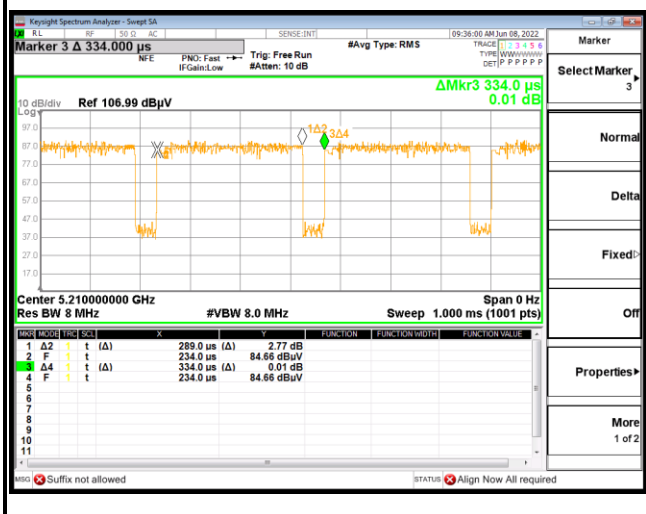 Keysight Spectrum Analyzer - Swept SA
RL RF 50 Ω AC SENSE:INT 09:36:00 AM Jun 08, 2022
Marker 3 Δ 334.000 µs
NFE
PNO: Fast
IFGain:Low
Trig: Free Run
#Atten: 10 dB
#Avg Type: RMS
TRACE 1 2 3 4 5 6
TYPE
DET P P P P P P
ΔMkr3 334.0 µs
0.01 dB
10 dB/div Ref 106.99 dBµV
Log
97.0
87.0
77.0
67.0
57.0
47.0
37.0
27.0
17.0
1Δ2
3Δ4
Center 5.210000000 GHz Span 0 Hz
Res BW 8 MHz #VBW 8.0 MHz Sweep 1.000 ms (1001 pts)
MKR MODE TRC SCL X Y FUNCTION FUNCTION WIDTH FUNCTION VALUE
1 Δ2 1 t (Δ) 289.0 µs (Δ) 2.77 dB
2 F 1 t 234.0 µs 84.66 dBuV
3 Δ4 1 t (Δ) 334.0 µs (Δ) 0.01 dB
4 F 1 t 234.0 µs 84.66 dBuV
5
6
7
8
9
10
11
MSG Suffix not allowed STATUS Align Now All required
Marker
Select Marker
3
Normal
Delta
Fixed
Off
Properties
More
1 of 2